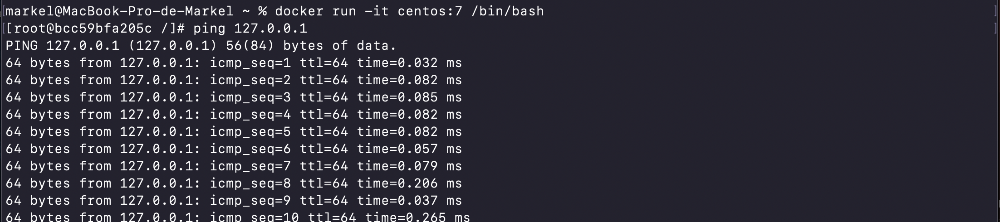 [markel@MacBook-Pro-de-Markel ~ % docker run -it centos:7 /bin/bash ]
[[root@bcc59bfa205c /]# ping 127.0.0.1 ]
PING 127.0.0.1 (127.0.0.1) 56(84) bytes of data.
64 bytes from 127.0.0.1: icmp_seq=1 ttl=64 time=0.032 ms
64 bytes from 127.0.0.1: icmp_seq=2 ttl=64 time=0.082 ms
64 bytes from 127.0.0.1: icmp_seq=3 ttl=64 time=0.085 ms
64 bytes from 127.0.0.1: icmp_seq=4 ttl=64 time=0.082 ms
64 bytes from 127.0.0.1: icmp_seq=5 ttl=64 time=0.082 ms
64 bytes from 127.0.0.1: icmp_seq=6 ttl=64 time=0.057 ms
64 bytes from 127.0.0.1: icmp_seq=7 ttl=64 time=0.079 ms
64 bytes from 127.0.0.1: icmp_seq=8 ttl=64 time=0.206 ms
64 bytes from 127.0.0.1: icmp_seq=9 ttl=64 time=0.037 ms
64 bytes from 127.0.0.1: icmp_seq=10 ttl=64 time=0.265 ms